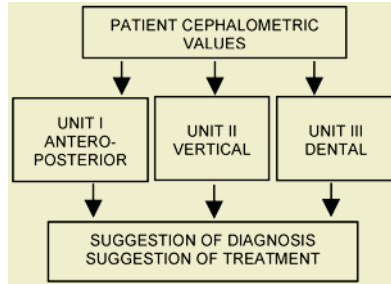 PATIENT CEPHALOMETRIC
VALUES
UNIT I
ANTERO-
POSTERIOR
UNIT II
VERTICAL
UNIT III
DENTAL
SUGGESTION OF DIAGNOSIS
SUGGESTION OF TREATMENT